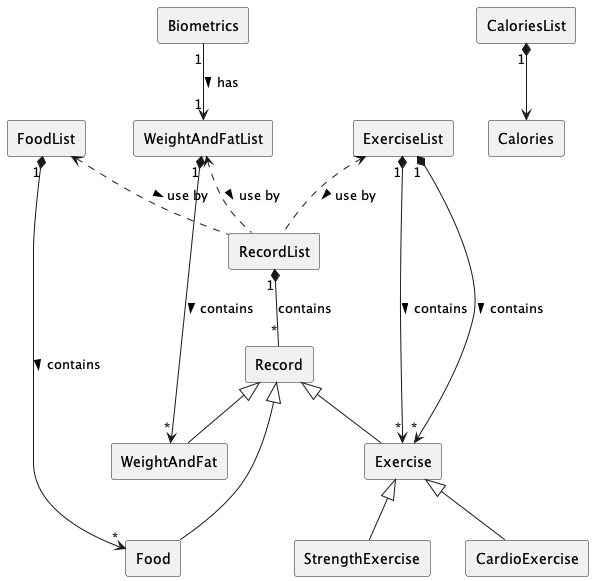 Biometrics
CaloriesList
1
1
has
1
FoodList
WeightAndFatList
ExerciseList
Calories
1
1
1
1
use by
use by
use by
RecordList
1
contains
contains
contains
contains
*
contains
Record
*
*
*
WeightAndFat
Exercise
*
Food
StrengthExercise
CardioExercise